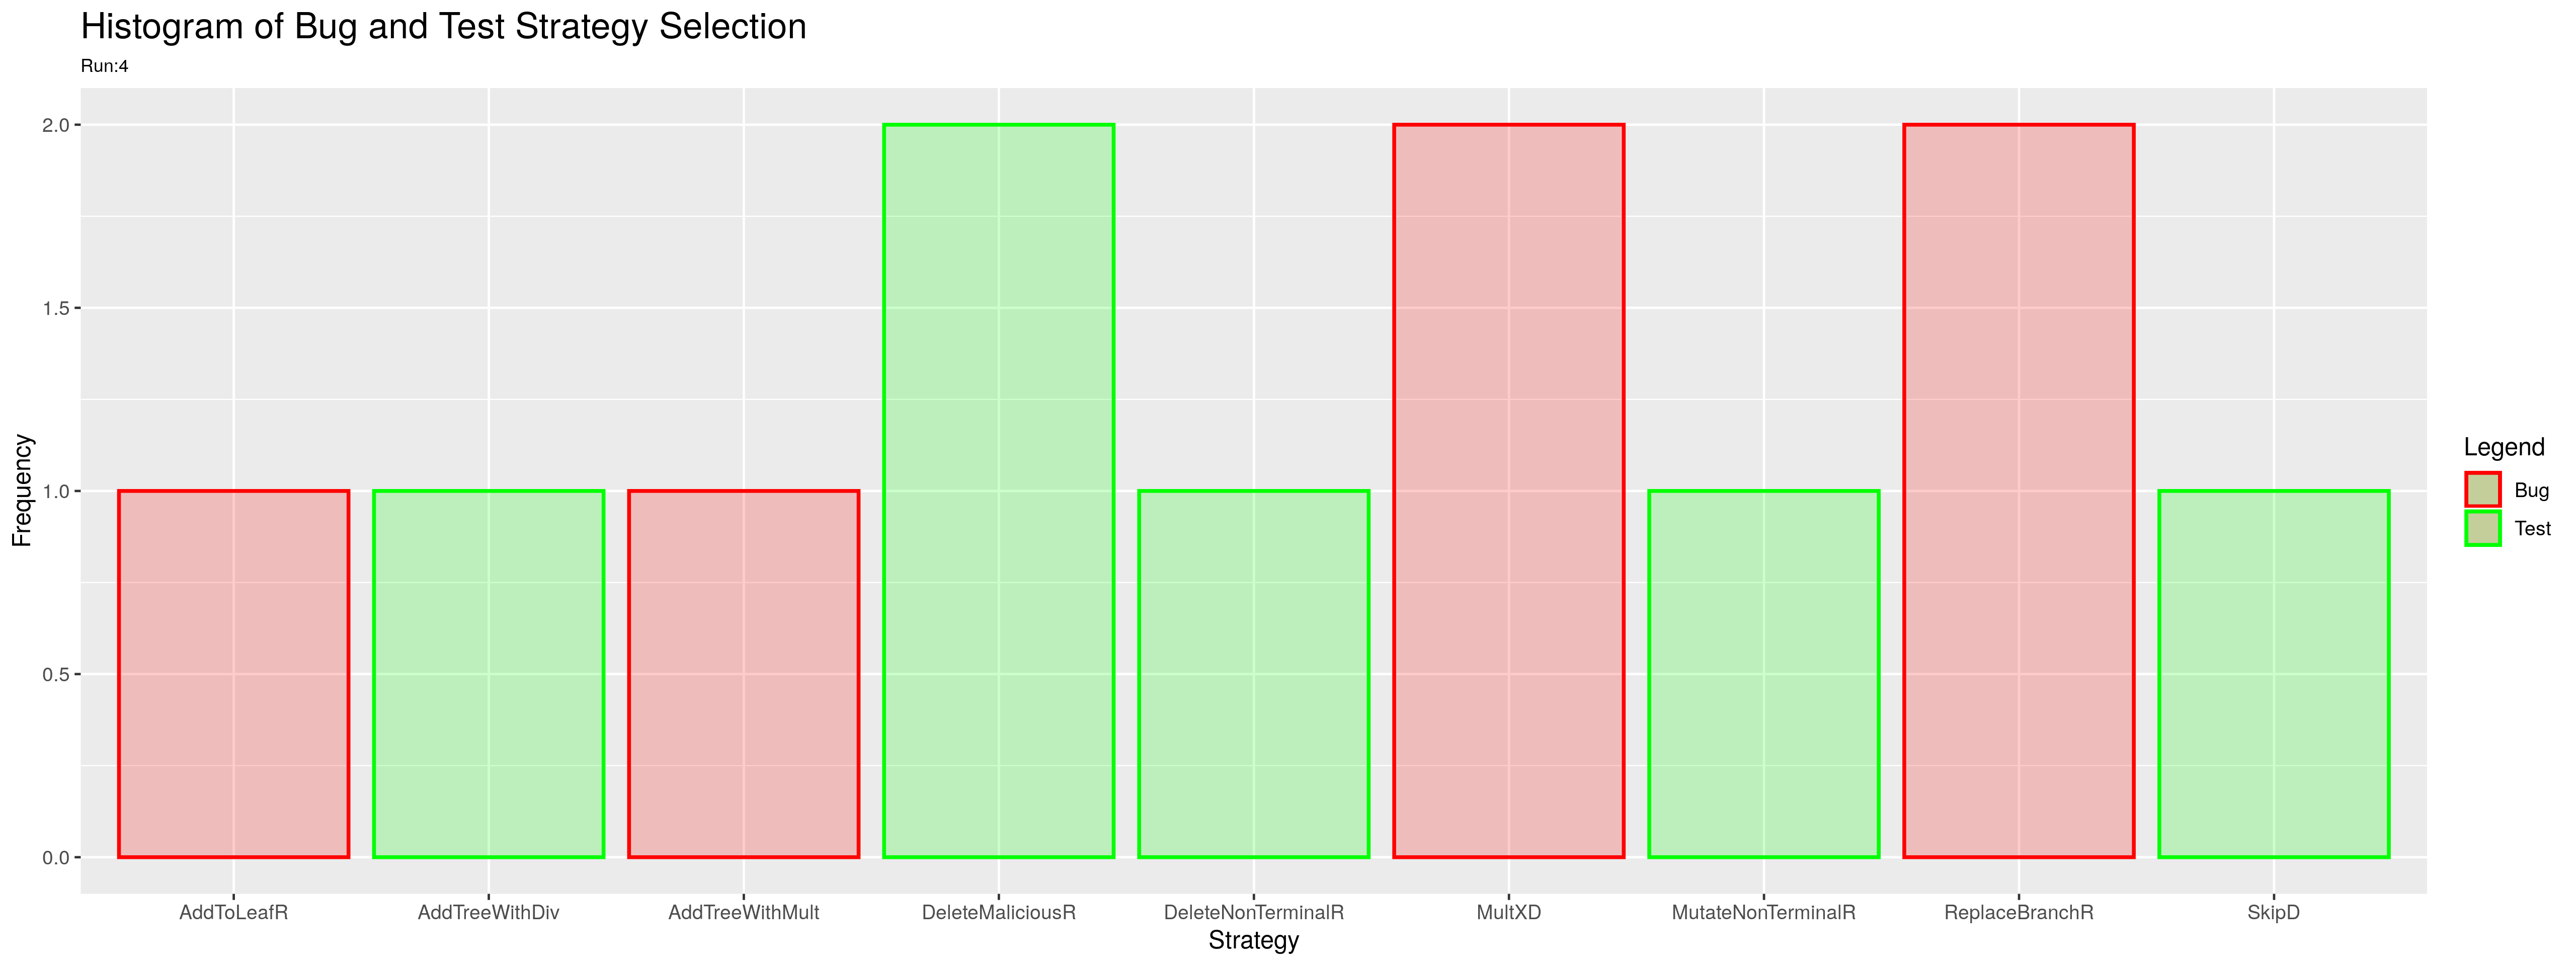 Histogram of Bug and Test Strategy Selection
Run:4
Frequency
2.0
1.5
1.0
0.5
0.0
AddToLeafR AddTreeWithDiv AddTreeWithMult DeleteMaliciousR DeleteNonTerminalR MultXD MutateNonTerminalR ReplaceBranchR SkipD
Strategy
Legend
Bug
Test